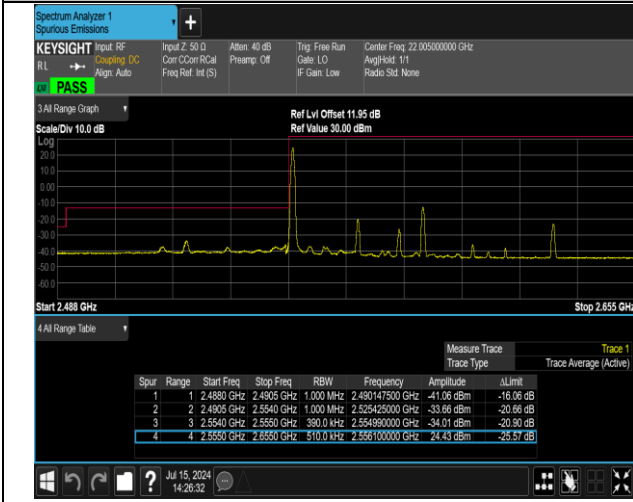 Spectrum Analyzer 1
Spurious Emissions
+
KEYSIGHT Input: RF Input Z: 50 Ω Atten: 40 dB Trig: Free Run Center Freq: 22.005000000 GHz
RL Coupling: DC Corr CCorr RCal Preamp: Off Gate: LO Avg|Hold: 1/1
Align: Auto Freq Ref: Int (S) IF Gain: Low Radio Std: None
PASS
3 All Range Graph
Ref Lvl Offset 11.95 dB
Scale/Div 10.0 dB Ref Value 30.00 dBm
Log
20.0
10.0
0.00
-10.0
-20.0
-30.0
-40.0
-50.0
-60.0
Start 2.488 GHz Stop 2.655 GHz
4 All Range Table
Measure Trace Trace 1
Trace Type Trace Average (Active)
Spur Range Start Freq Stop Freq RBW Frequency Amplitude ΔLimit
1 1 2.4880 GHz 2.4905 GHz 1.000 MHz 2.490147500 GHz -41.06 dBm -16.06 dB
2 2 2.4905 GHz 2.5540 GHz 1.000 MHz 2.525425000 GHz -33.66 dBm -20.66 dB
3 3 2.5540 GHz 2.5550 GHz 390.0 kHz 2.554990000 GHz -34.01 dBm -20.90 dB
4 4 2.5550 GHz 2.6550 GHz 510.0 kHz 2.556100000 GHz 24.43 dBm -25.57 dB
? Jul 15, 2024
14:26:32